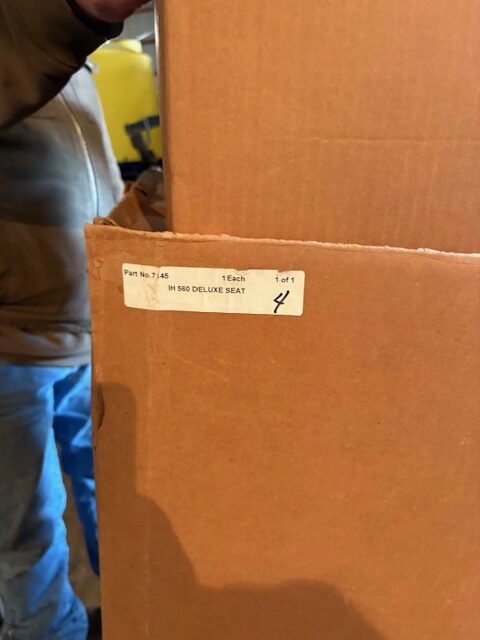 Part No. 1 Each 1 of 1
IH 560 DELUXE SEAT
4